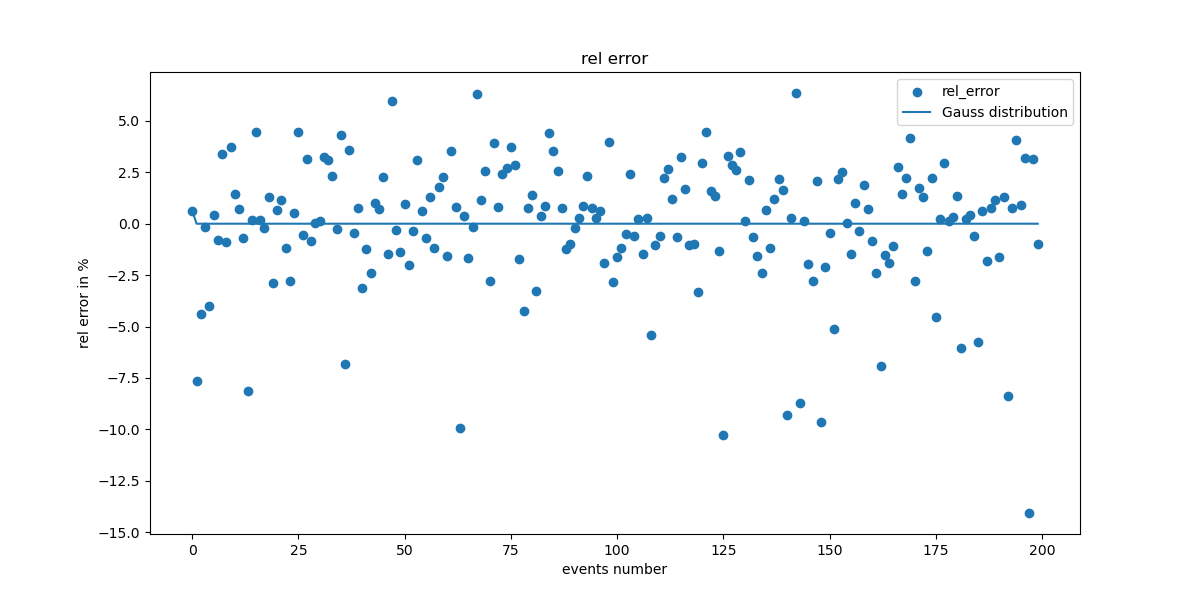 rel error
rel_error
Gauss distribution
5.0
2.5
0.0
−2.5
−5.0
−7.5
−10.0
−12.5
−15.0
rel error in %
0 25 50 75 100 125 150 175 200
events number